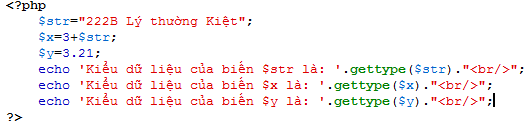 <?php
$str="222B Lý thường Kiệt";
$x=3+$str;
$y=3.21;
echo 'Kiểu dữ liệu của biến $str là: '.gettype($str)."<br/>";
echo 'Kiểu dữ liệu của biến $x là: '.gettype($x)."<br/>";
echo 'Kiểu dữ liệu của biến $y là: '.gettype($y)."<br/>";
?>